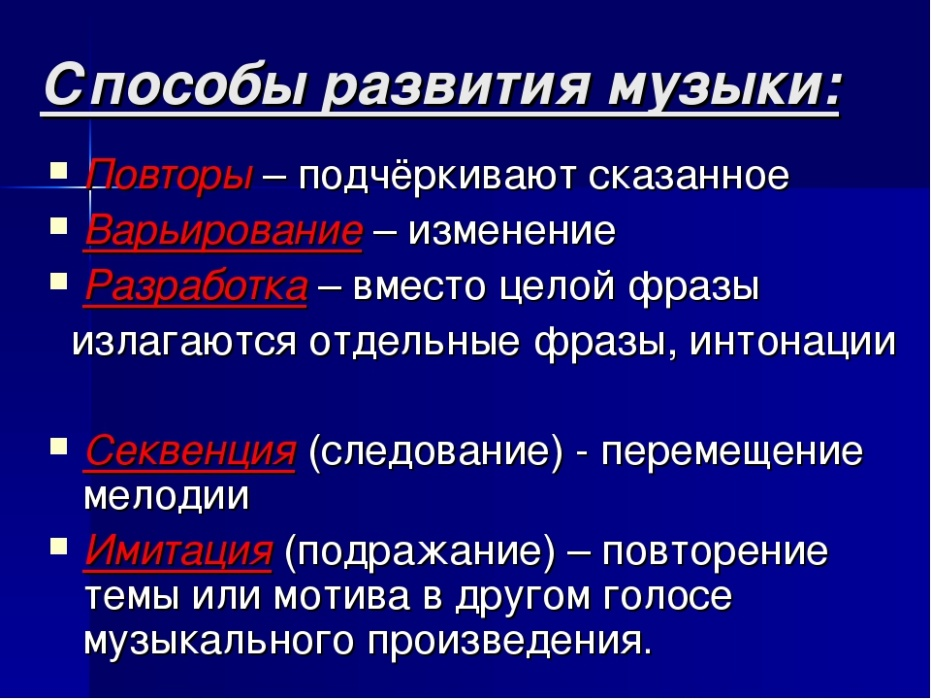 Способы развития музыки:
Повторы – подчёркивают сказанное
Варьирование – изменение
Разработка – вместо целой фразы
излагаются отдельные фразы, интонации
Секвенция (следование) - перемещение
мелодии
Имитация (подражание) – повторение
темы или мотива в другом голосе
музыкального произведения.